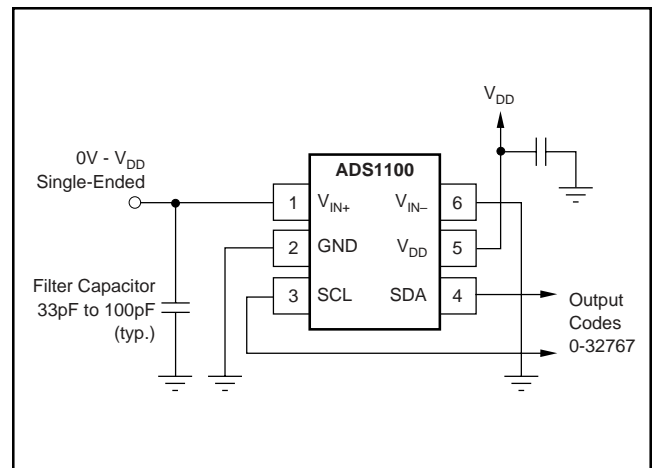 V_DD
0V - V_DD
Single-Ended
ADS1100
1 V_IN+ V_IN– 6
2 GND V_DD 5
3 SCL SDA 4
Filter Capacitor
33pF to 100pF
(typ.)
Output
Codes
0-32767